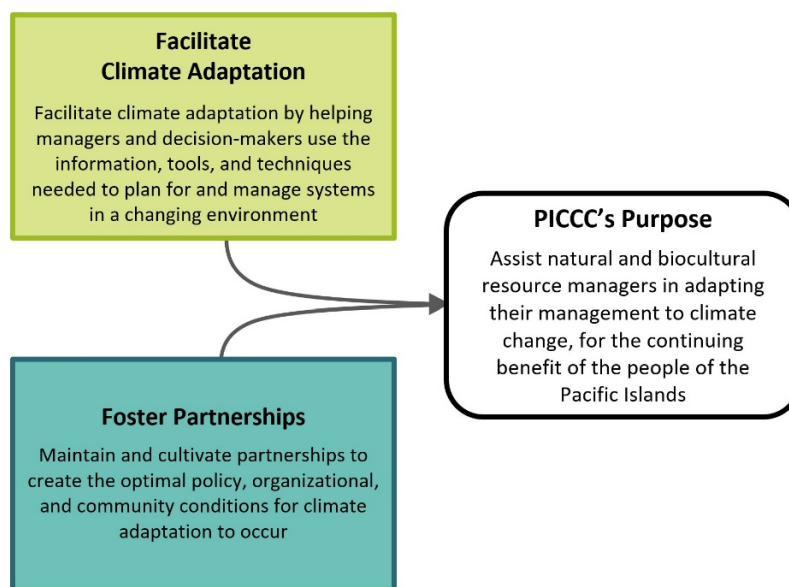 Facilitate
Climate Adaptation
Facilitate climate adaptation by helping
managers and decision-makers use the
information, tools, and techniques
needed to plan for and manage systems
in a changing environment
PICCC’s Purpose
Assist natural and biocultural
resource managers in adapting
their management to climate
change, for the continuing
benefit of the people of the
Pacific Islands
Foster Partnerships
Maintain and cultivate partnerships to
create the optimal policy, organizational,
and community conditions for climate
adaptation to occur